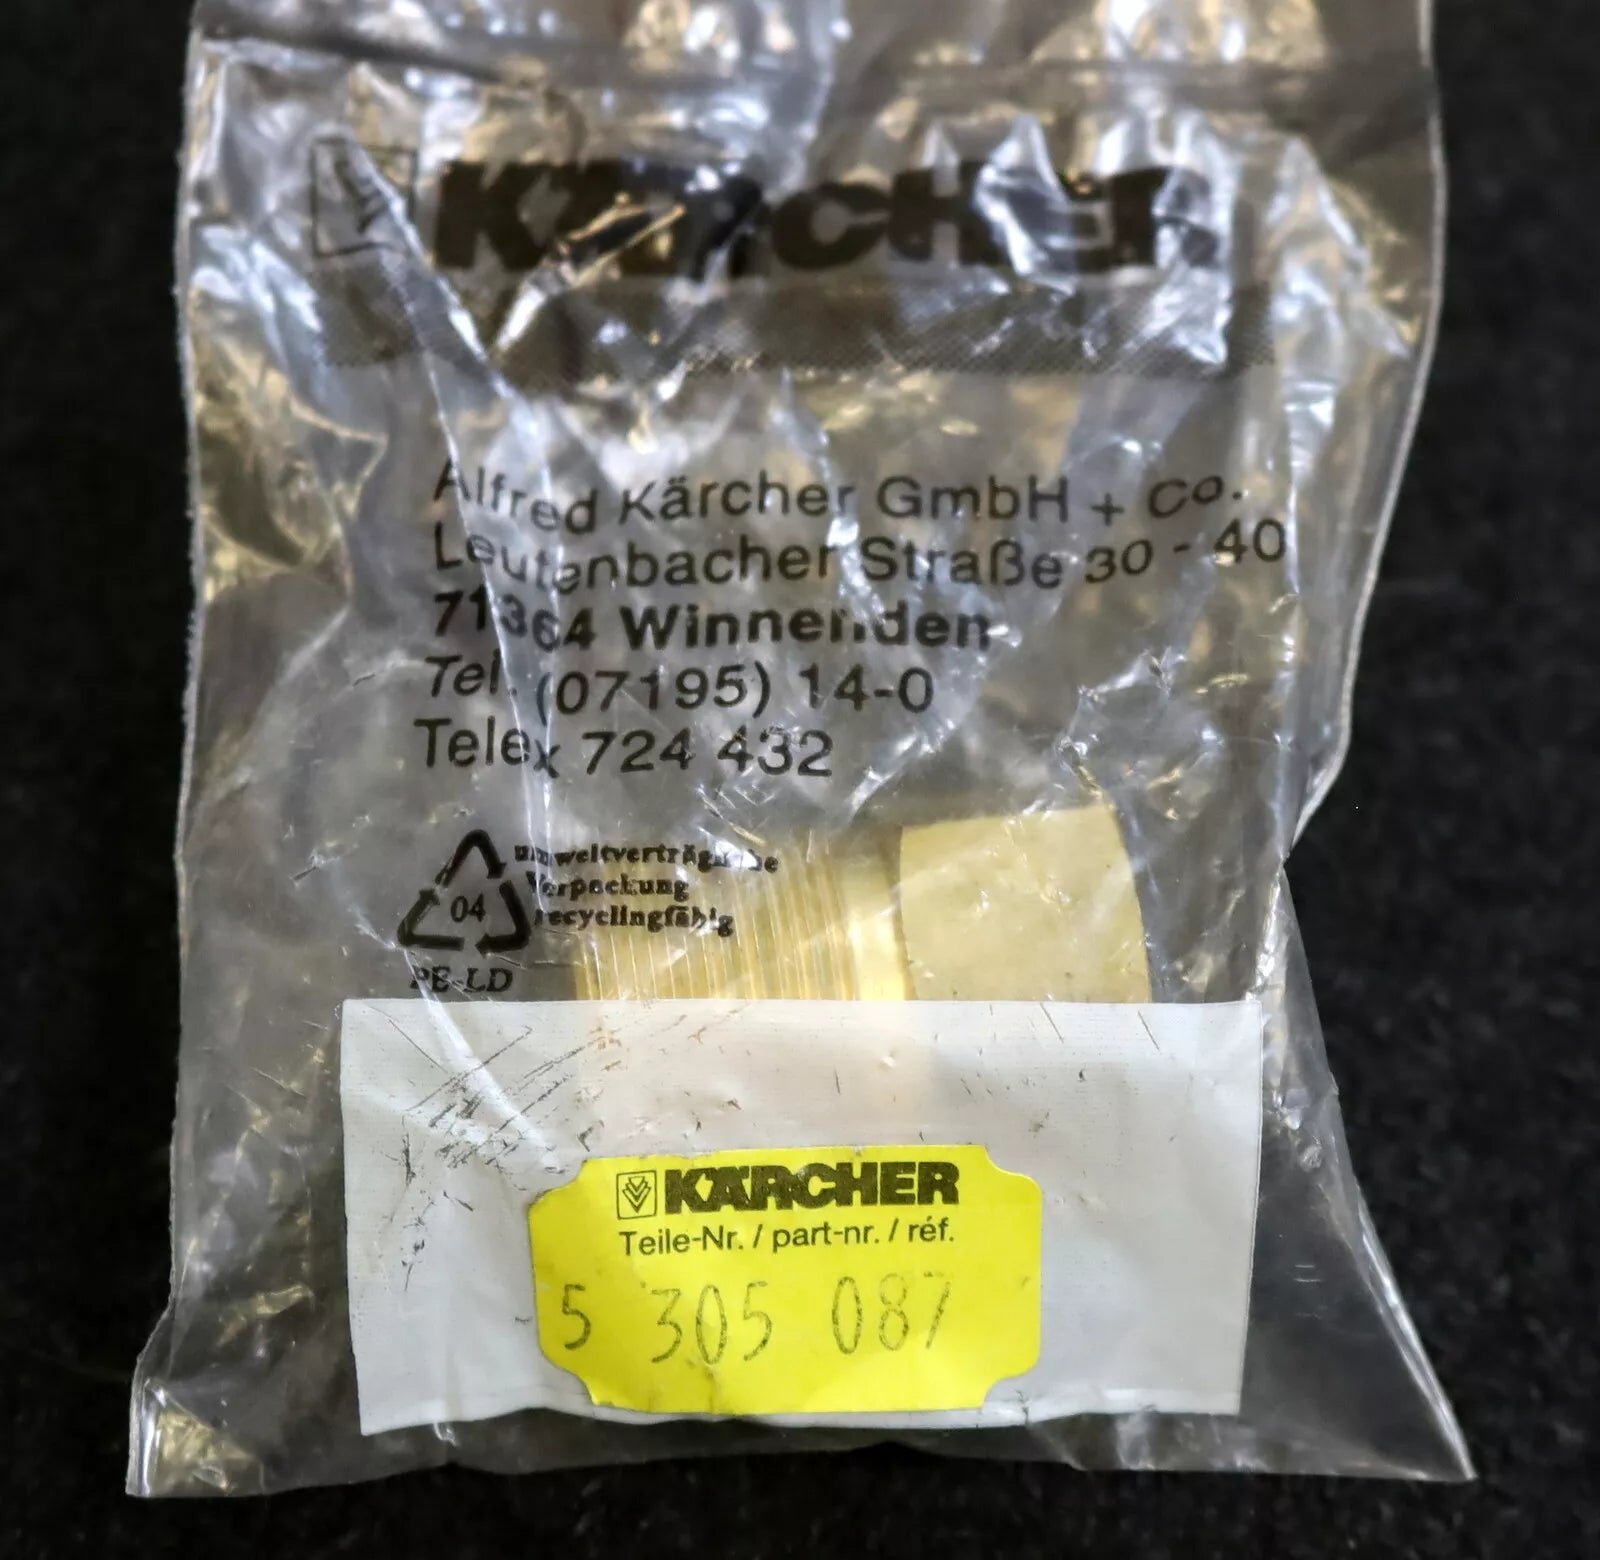 KÄRCHER
Alfred Kärcher GmbH + Co.
Leutenbacher Straße 30 - 40
71364 Winnenden
Tel. (07195) 14-0
Telex 724 432
umweltverträgliche
Verpackung
recyclingfähig
04
PE-LD
KÄRCHER
Teile-Nr. / part-nr. / réf.
5 305 087